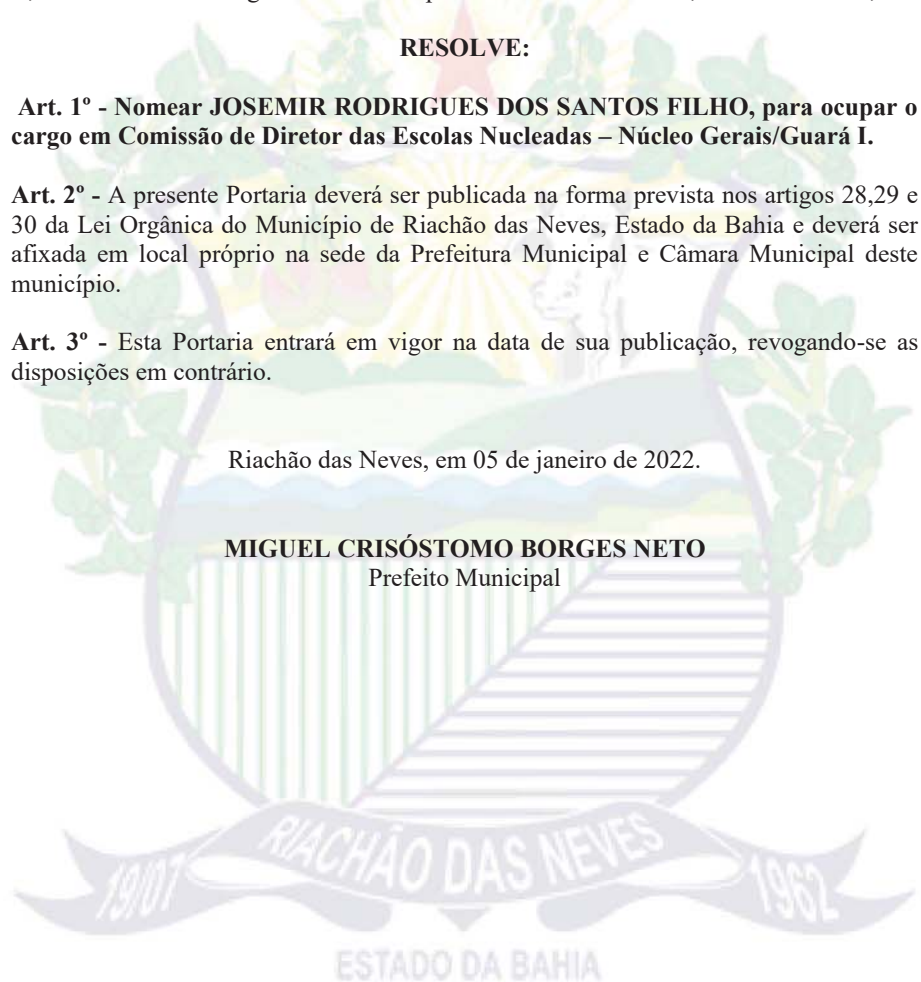 RESOLVE:
Art. 1º - Nomear JOSEMIR RODRIGUES DOS SANTOS FILHO, para ocupar o
cargo em Comissão de Diretor das Escolas Nucleadas – Núcleo Gerais/Guará I.
Art. 2º - A presente Portaria deverá ser publicada na forma prevista nos artigos 28,29 e
30 da Lei Orgânica do Município de Riachão das Neves, Estado da Bahia e deverá ser
afixada em local próprio na sede da Prefeitura Municipal e Câmara Municipal deste
município.
Art. 3º - Esta Portaria entrará em vigor na data de sua publicação, revogando-se as
disposições em contrário.
Riachão das Neves, em 05 de janeiro de 2022.
MIGUEL CRISÓSTOMO BORGES NETO
Prefeito Municipal
19/07 RIACHÃO DAS NEVES 1962
ESTADO DA BAHIA